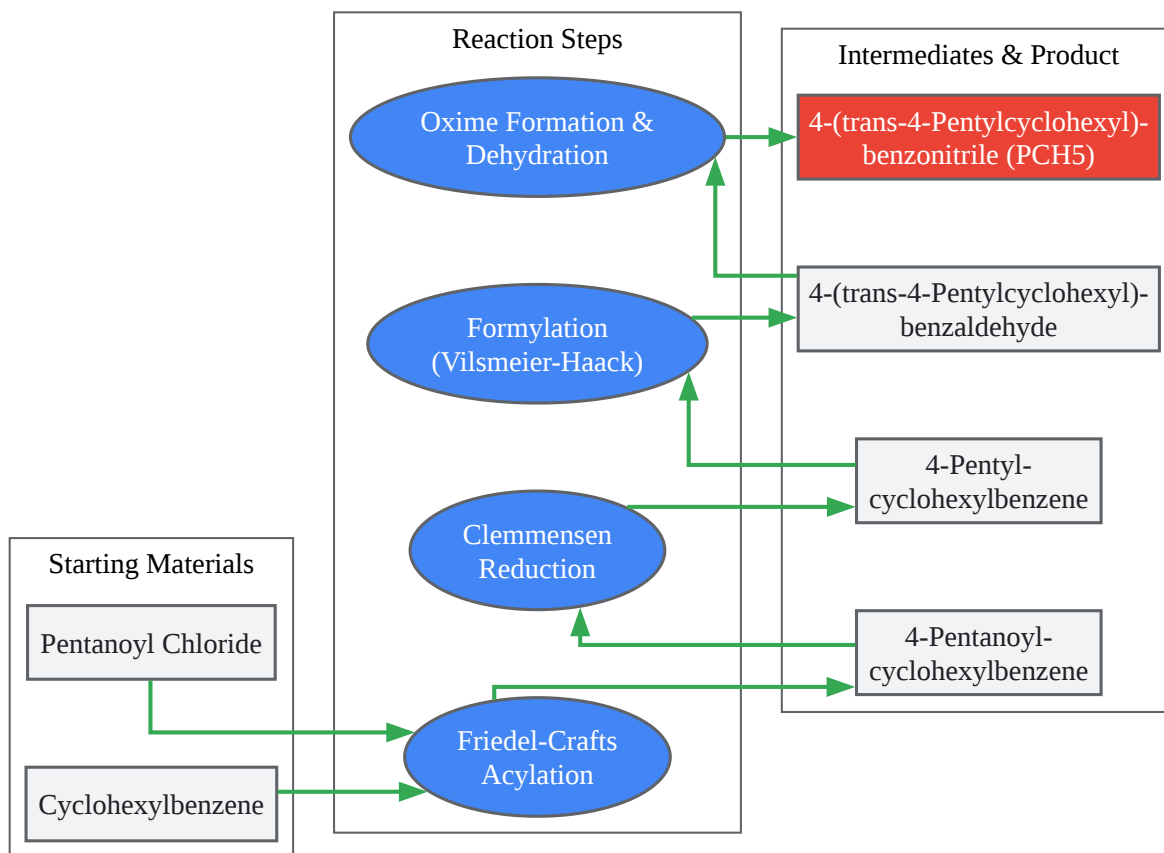 Starting Materials
Pentanoyl Chloride
Cyclohexylbenzene
Reaction Steps
Oxime Formation &
Dehydration
Formylation
(Vilsmeier-Haack)
Clemmensen
Reduction
Friedel-Crafts
Acylation
Intermediates & Product
4-(trans-4-Pentylcyclohexyl)-
benzonitrile (PCH5)
4-(trans-4-Pentylcyclohexyl)-
benzaldehyde
4-Pentyl-
cyclohexylbenzene
4-Pentanoyl-
cyclohexylbenzene